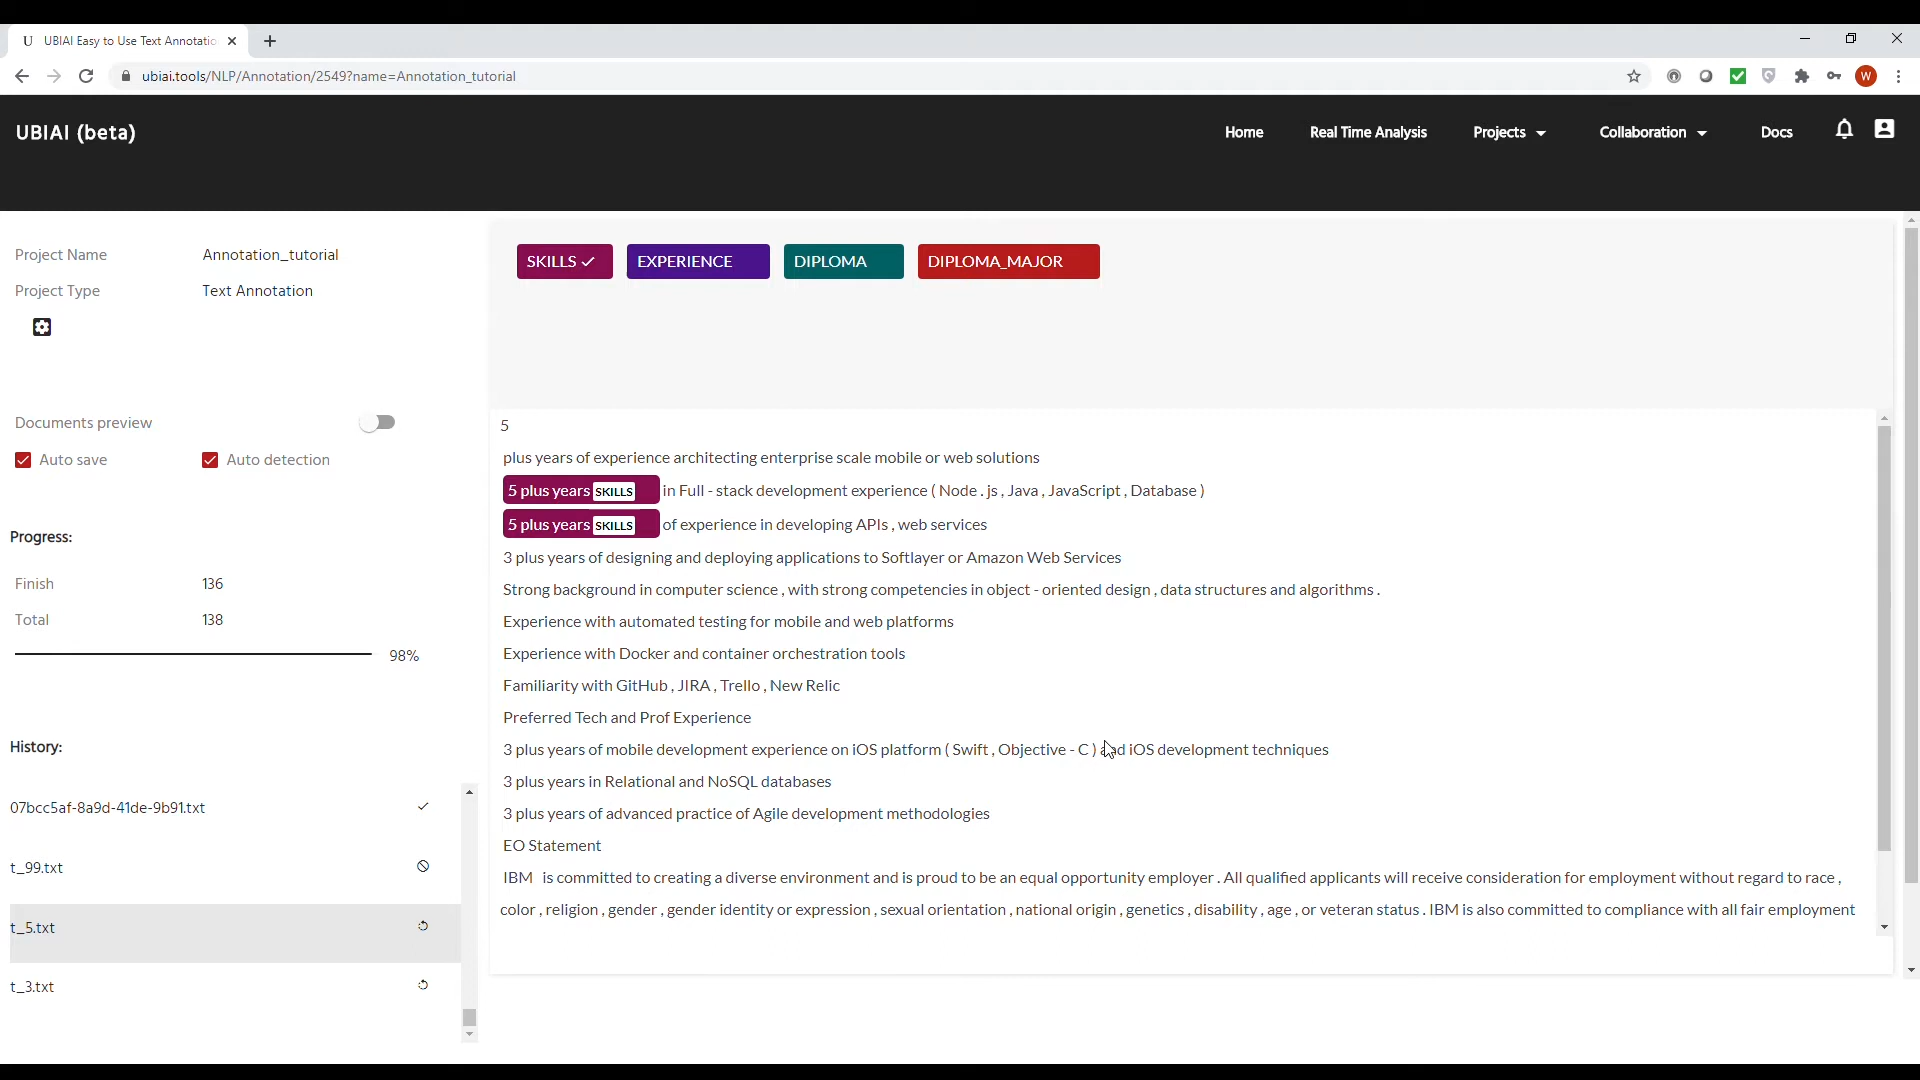 U UBIAI Easy to Use Text Annotatio
ubiai.tools/NLP/Annotation/2549?name=Annotation_tutorial
W
UBIAI (beta)
Home Real Time Analysis Projects Collaboration Docs
Project Name Annotation_tutorial
Project Type Text Annotation
SKILLS EXPERIENCE DIPLOMA DIPLOMA_MAJOR
Documents preview
Auto save Auto detection
Progress:
Finish 136
Total 138
98%
History:
07bcc5af-8a9d-41de-9b91.txt
t_99.txt
t_5.txt
t_3.txt
5
plus years of experience architecting enterprise scale mobile or web solutions
5 plus years SKILLS in Full - stack development experience ( Node . js , Java , JavaScript , Database )
5 plus years SKILLS of experience in developing APIs , web services
3 plus years of designing and deploying applications to Softlayer or Amazon Web Services
Strong background in computer science , with strong competencies in object - oriented design , data structures and algorithms .
Experience with automated testing for mobile and web platforms
Experience with Docker and container orchestration tools
Familiarity with GitHub , JIRA , Trello , New Relic
Preferred Tech and Prof Experience
3 plus years of mobile development experience on iOS platform ( Swift , Objective - C ) and iOS development techniques
3 plus years in Relational and NoSQL databases
3 plus years of advanced practice of Agile development methodologies
EO Statement
IBM is committed to creating a diverse environment and is proud to be an equal opportunity employer . All qualified applicants will receive consideration for employment without regard to race ,
color , religion , gender , gender identity or expression , sexual orientation , national origin , genetics , disability , age , or veteran status . IBM is also committed to compliance with all fair employment